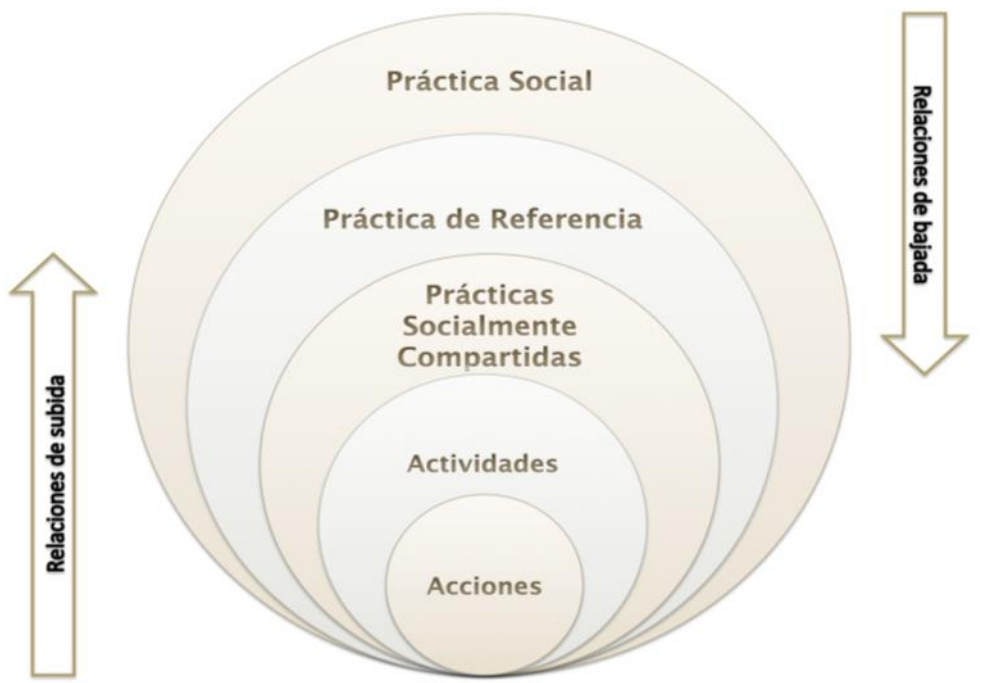 Práctica Social
Práctica de Referencia
Prácticas
Socialmente
Compartidas
Actividades
Acciones
Relaciones de subida
Relaciones de bajada